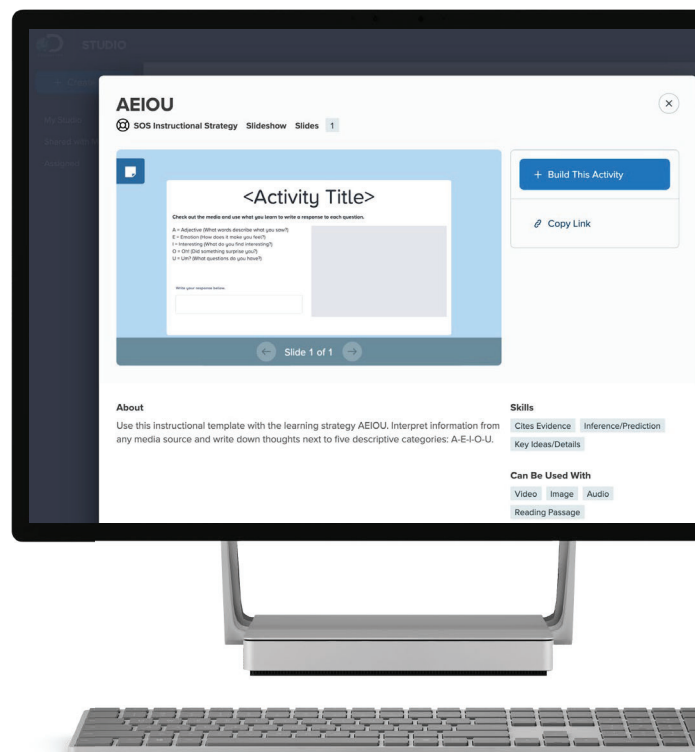 STUDIO
AEIOU
SOS Instructional Strategy Slideshow Slides 1
<Activity Title>
Check out the media and use what you learn to write a response to each question.
A = Adjective (What words describe what you saw?)
E = Emotion (How does it make you feel?)
I = Interesting (What do you find interesting?)
O = Oh! (Did something surprise you?)
U = Um? (What questions do you have?)
Write your response below.
Slide 1 of 1
+ Build This Activity
Copy Link
About
Use this instructional template with the learning strategy AEIOU. Interpret information from
any media source and write down thoughts next to five descriptive categories: A-E-I-O-U.
Skills
Cites Evidence Inference/Prediction
Key Ideas/Details
Can Be Used With
Video Image Audio
Reading Passage